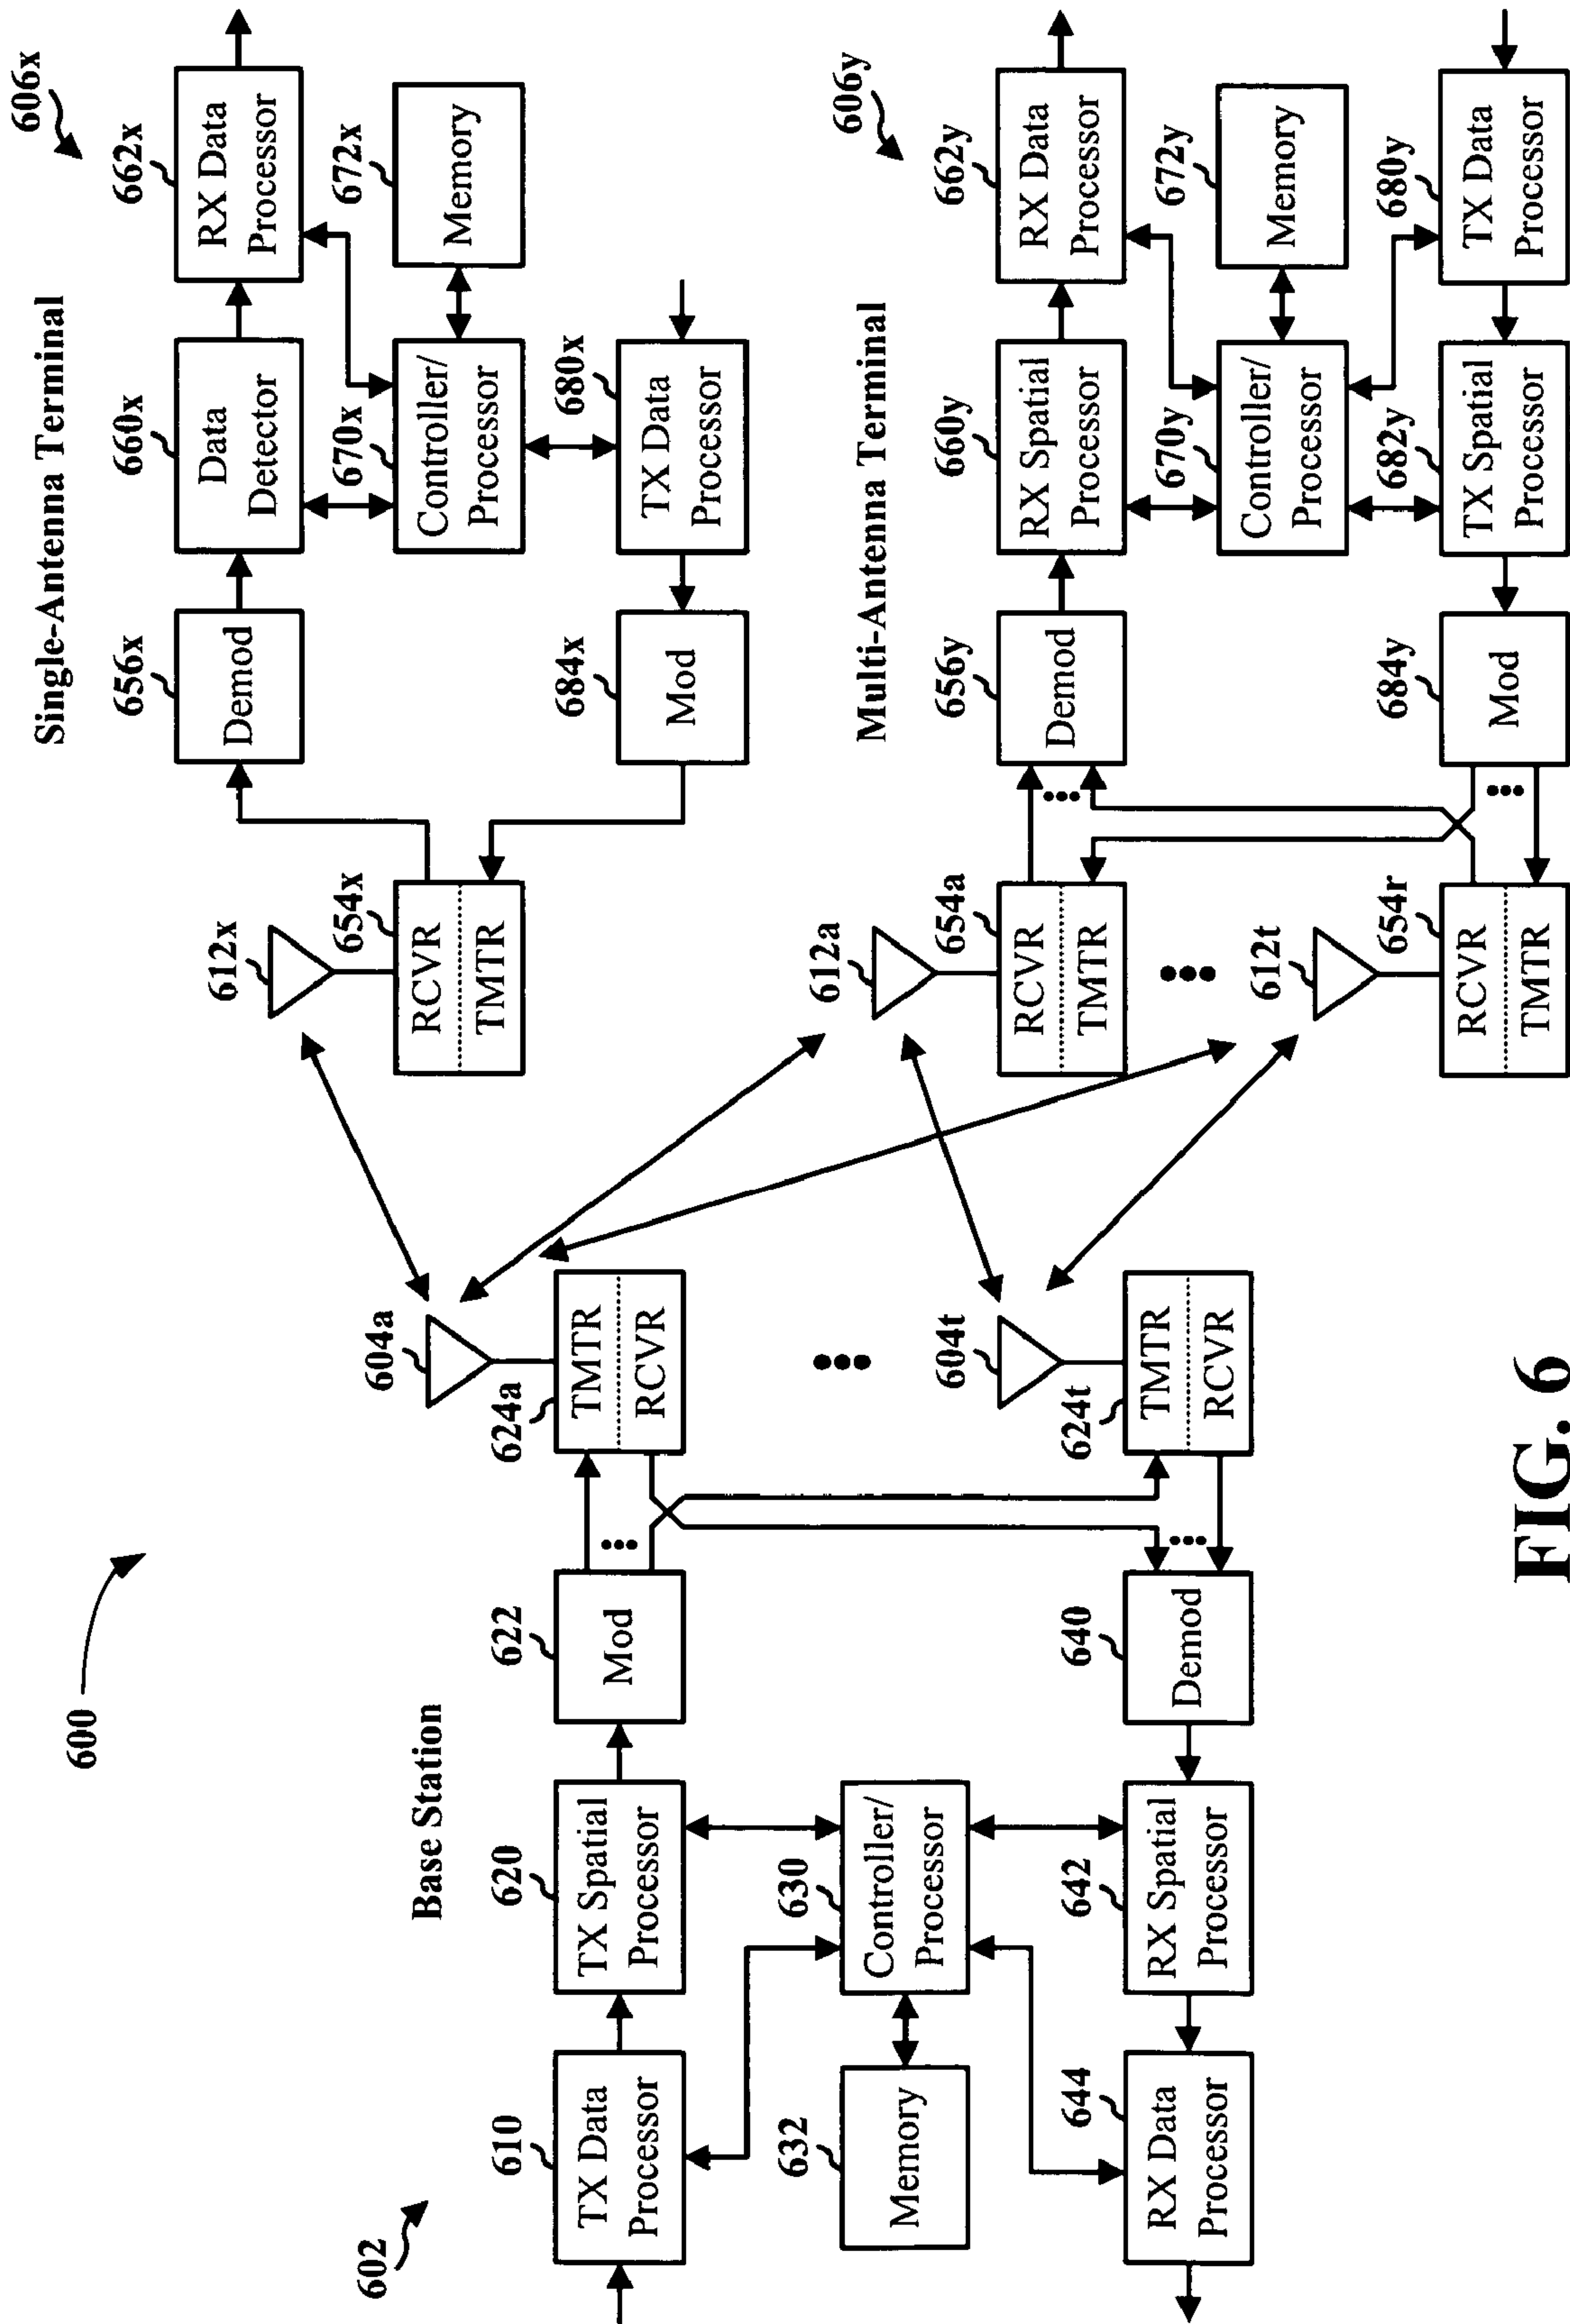 600
602
Base Station
610
TX Data
Processor
620
TX Spatial
Processor
622
Mod
624a
TMTR
RCVR
604a
632
Memory
630
Controller/
Processor
644
RX Data
Processor
642
RX Spatial
Processor
640
Demod
624t
TMTR
RCVR
604t
Single-Antenna Terminal
606x
612x
654x
RCVR
TMTR
656x
Demod
660x
Data
Detector
662x
RX Data
Processor
670x
Controller/
Processor
672x
Memory
684x
Mod
680x
TX Data
Processor
Multi-Antenna Terminal
606y
612a
654a
RCVR
TMTR
656y
Demod
660y
RX Spatial
Processor
662y
RX Data
Processor
670y
Controller/
Processor
672y
Memory
612t
654r
RCVR
TMTR
684y
Mod
682y
TX Spatial
Processor
680y
TX Data
Processor
FIG. 6